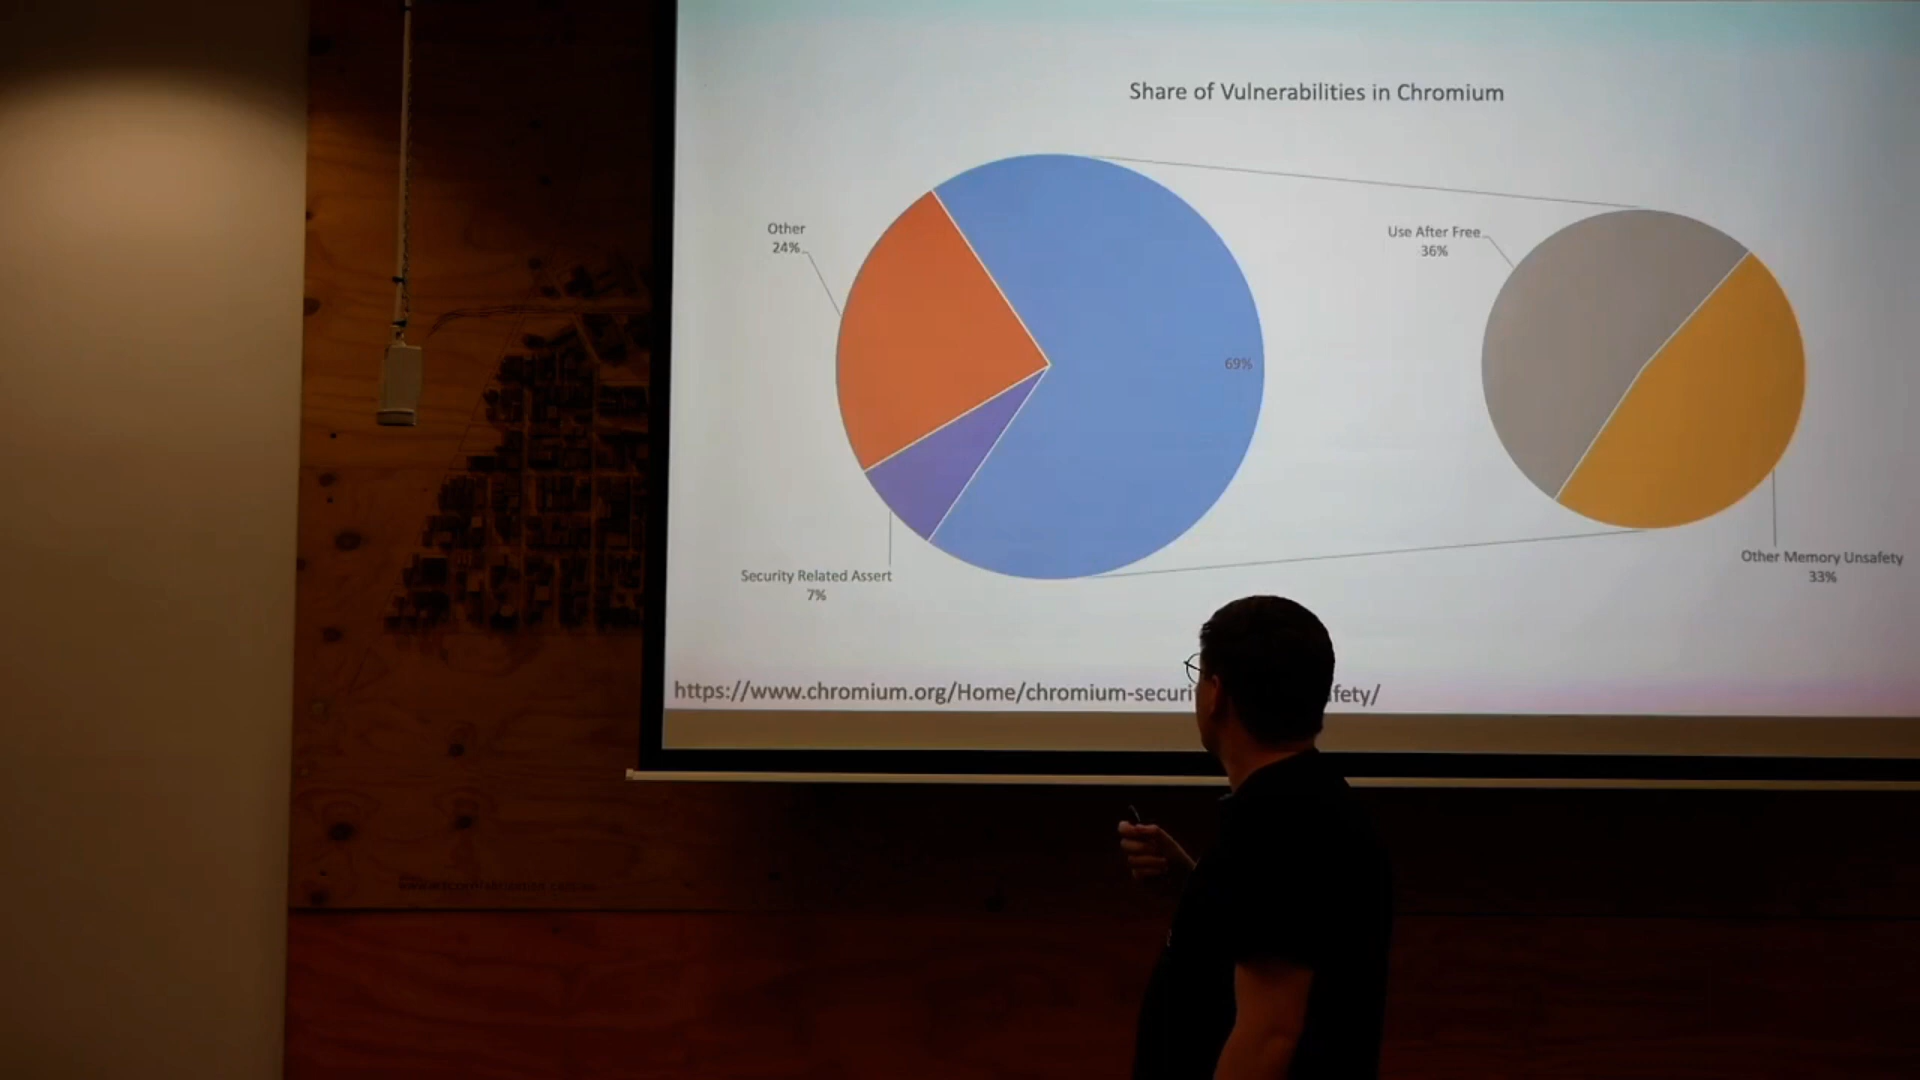 Share of Vulnerabilities in Chromium
Other
24%
69%
Security Related Assert
7%
Use After Free
36%
Other Memory Unsafety
33%
https://www.chromium.org/Home/chromium-securi fety/